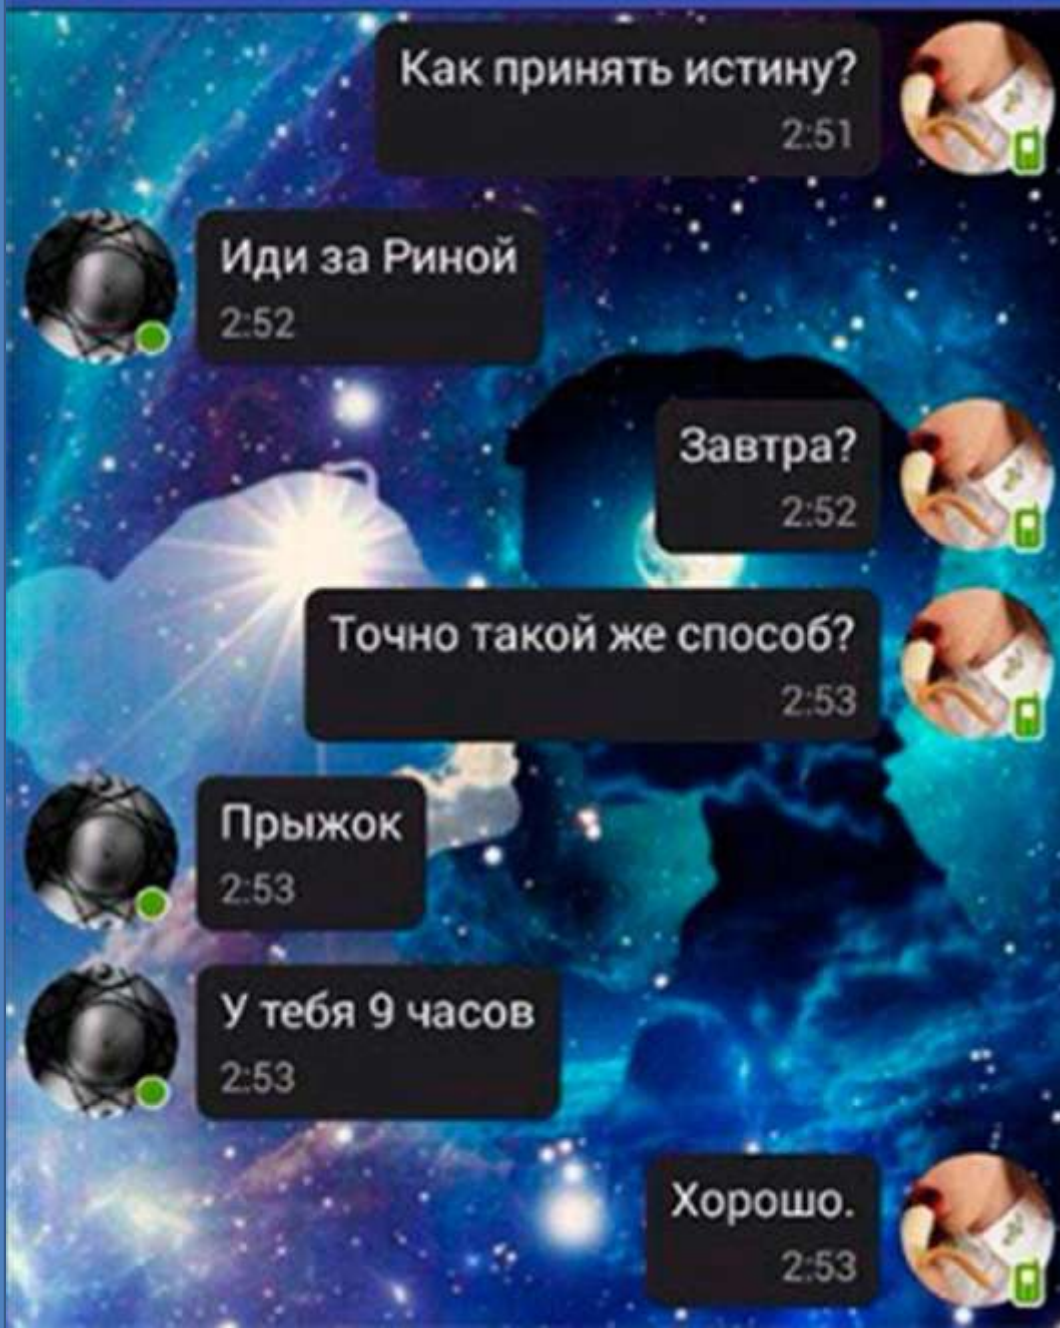 Как принять истину?
2:51
Иди за Риной
2:52
Завтра?
2:52
Точно такой же способ?
2:53
Прыжок
2:53
У тебя 9 часов
2:53
Хорошо.
2:53